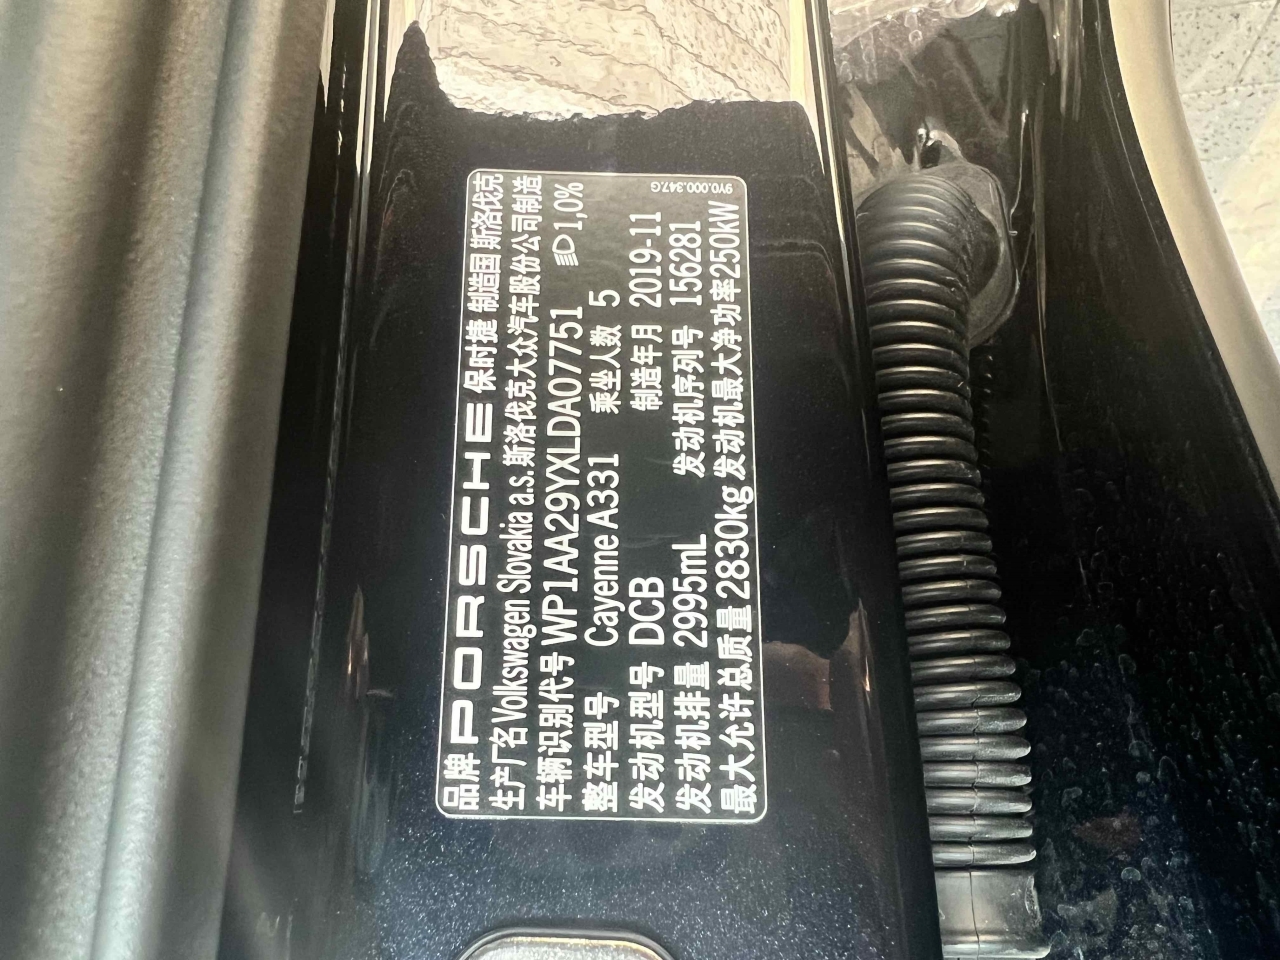 品牌 PORSCHE 保时捷 制造国 斯洛伐克
生产厂名 Volkswagen Slovakia a.s. 斯洛伐克大众汽车股份公司制造
车辆识别代号 WP1AA29YXLDA07751 1,0%
整车型号 Cayenne A331 乘坐人数 5
发动机型号 DCB 制造年月 2019-11
发动机排量 2995mL 发动机序列号 156281
最大允许总质量 2830kg 发动机最大净功率 250kW
9Y0.000.347.G